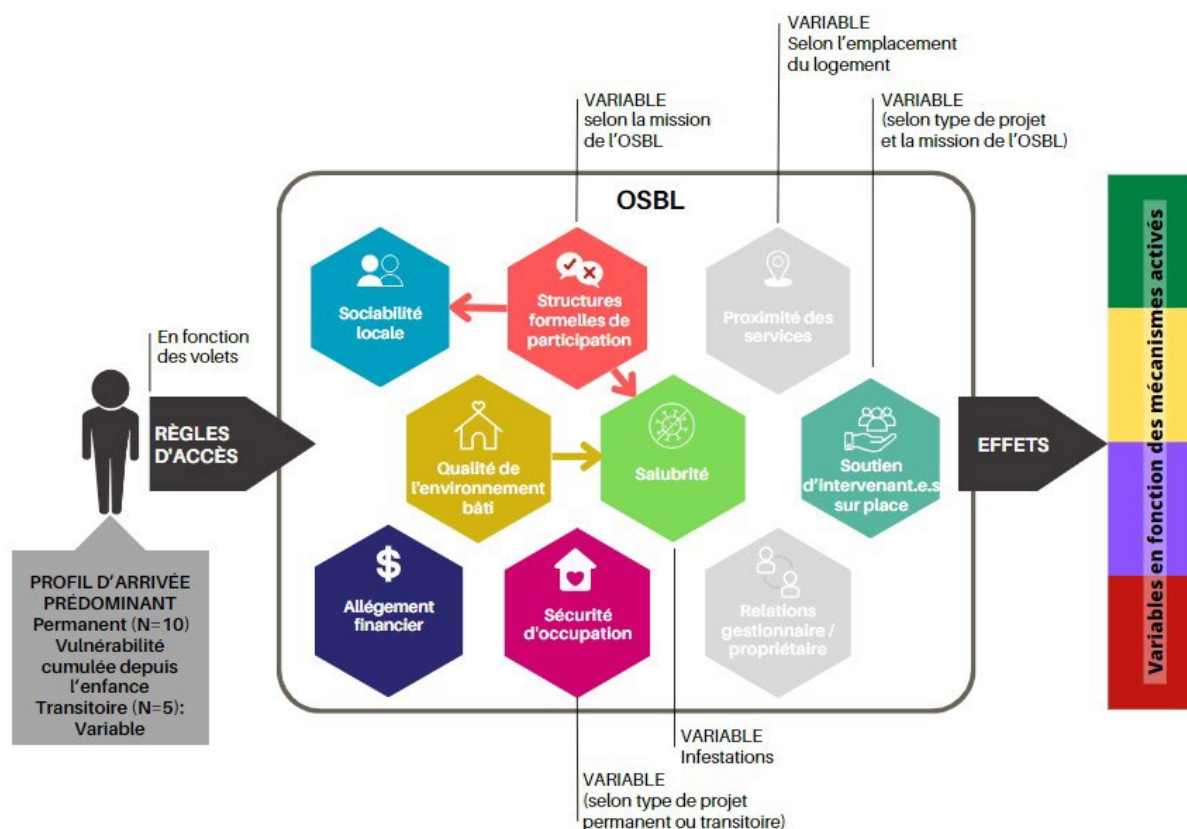 VARIABLE
Selon l'emplacement
du logement
VARIABLE
selon la mission
de l'OSBL
VARIABLE
(selon type de projet
et la mission de l'OSBL)
OSBL
Sociabilité
locale
Structures
formelles de
participation
Proximité des
services
En fonction
des volets
RÈGLES
D'ACCÈS
Qualité de
l'environnement
bâti
Salubrité
Soutien
d'intervenant.e.s
sur place
EFFETS
Variables en fonction des mécanismes activés
PROFIL D'ARRIVÉE
PRÉDOMINANT
Permanent (N=10)
Vulnérabilité
cumulée depuis
l'enfance
Transitoire (N=5):
Variable
$
Allégement
financier
Sécurité
d'occupation
Relations
gestionnaire /
propriétaire
VARIABLE
Infestations
VARIABLE
(selon type de projet
permanent ou transitoire)